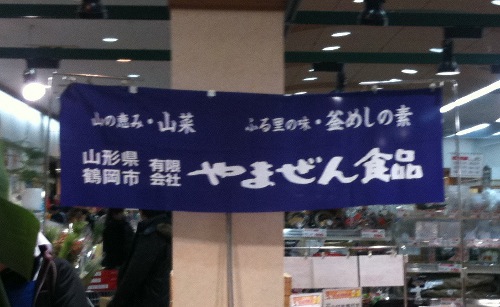 山の恵み・山菜 ふる里の味・釜めしの素
山形県鶴岡市 有限会社 やまぜん食品